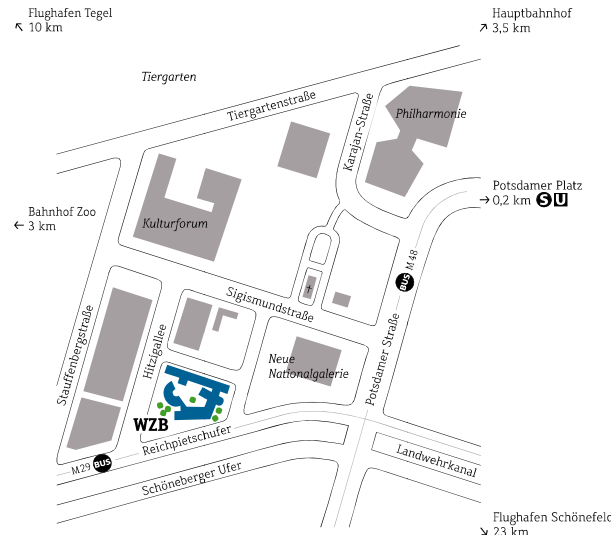 Flughafen Tegel
10 km
Hauptbahnhof
3,5 km
Tiergarten
Tiergartenstraße
Karajan-Straße
Philharmonie
Potsdamer Platz
0,2 km S U
Bahnhof Zoo
3 km
Kulturforum
BUS M 48
Sigismundstraße
Stauffenbergstraße
Hitzigallee
Potsdamer Straße
Neue
Nationalgalerie
WZB
Reichpietschufer
M29 BUS
Landwehrkanal
Schöneberger Ufer
Flughafen Schönefeld
23 km